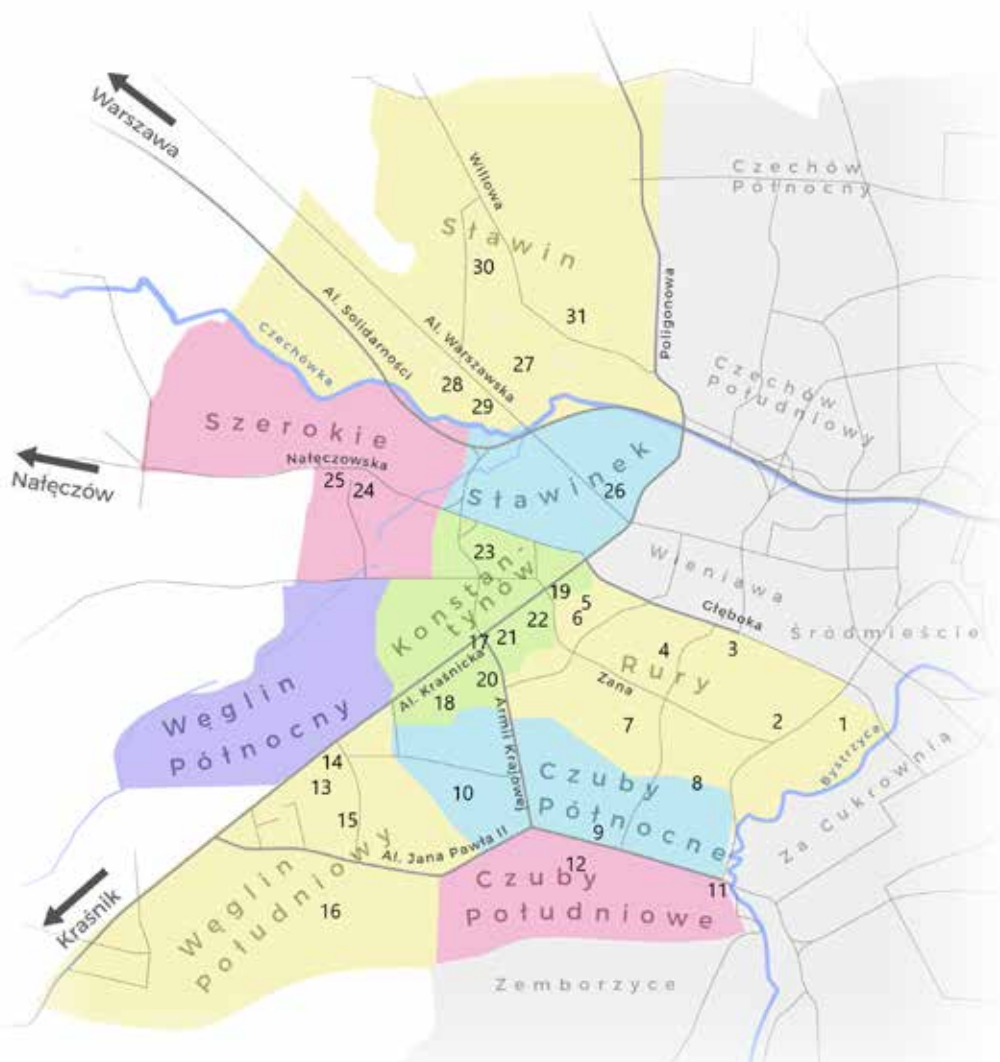 Warszawa
Czechów
Północny
Willowa
Sławin
30
Poligonowa
31
Al. Solidarności
Al. Warszawska
Czechówka
27
28
29
Czechów
Południowy
Szerokie
Nałęczowska
Nałęczów
25
24
Sławinek
26
23
Konstan-
tynów
Wieniawa
19
5
6
22
Głęboka
Śródmieście
17
21
4
3
Rury
Al. Kraśnicka
20
Zana
18
Armii Krajowej
7
2
1
Bystrzyca
Węglin
Północny
14
13
10
Czuby
Północne
8
Za Cukrownią
15
9
Al. Jana Pawła II
12
Czuby
Południowe
11
Węglin
Południowy
16
Kraśnik
Zemborzyce